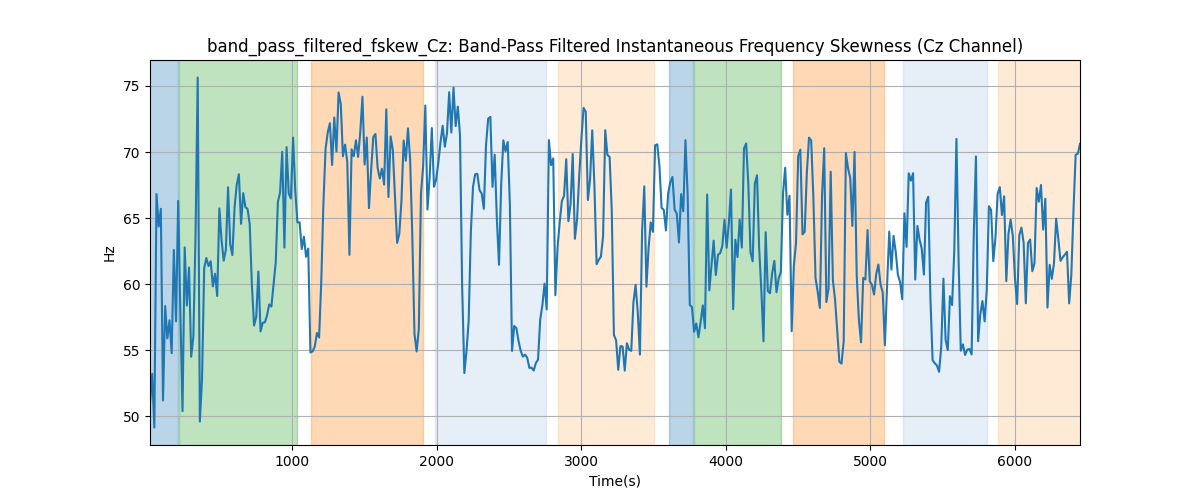 band_pass_filtered_fskew_Cz: Band-Pass Filtered Instantaneous Frequency Skewness (Cz Channel)
75
70
65
60
55
50
Hz
1000 2000 3000 4000 5000 6000
Time(s)